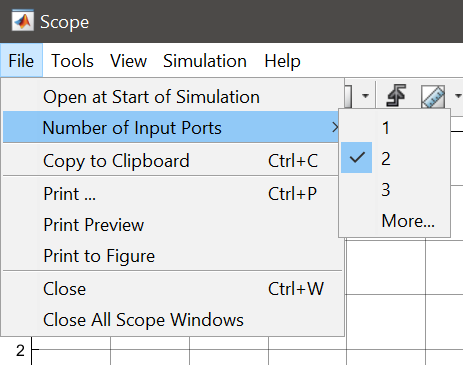 Scope
File Tools View Simulation Help
Open at Start of Simulation
Number of Input Ports
Copy to Clipboard Ctrl+C
Print ... Ctrl+P
Print Preview
Print to Figure
Close Ctrl+W
Close All Scope Windows
1
2
3
More...
2